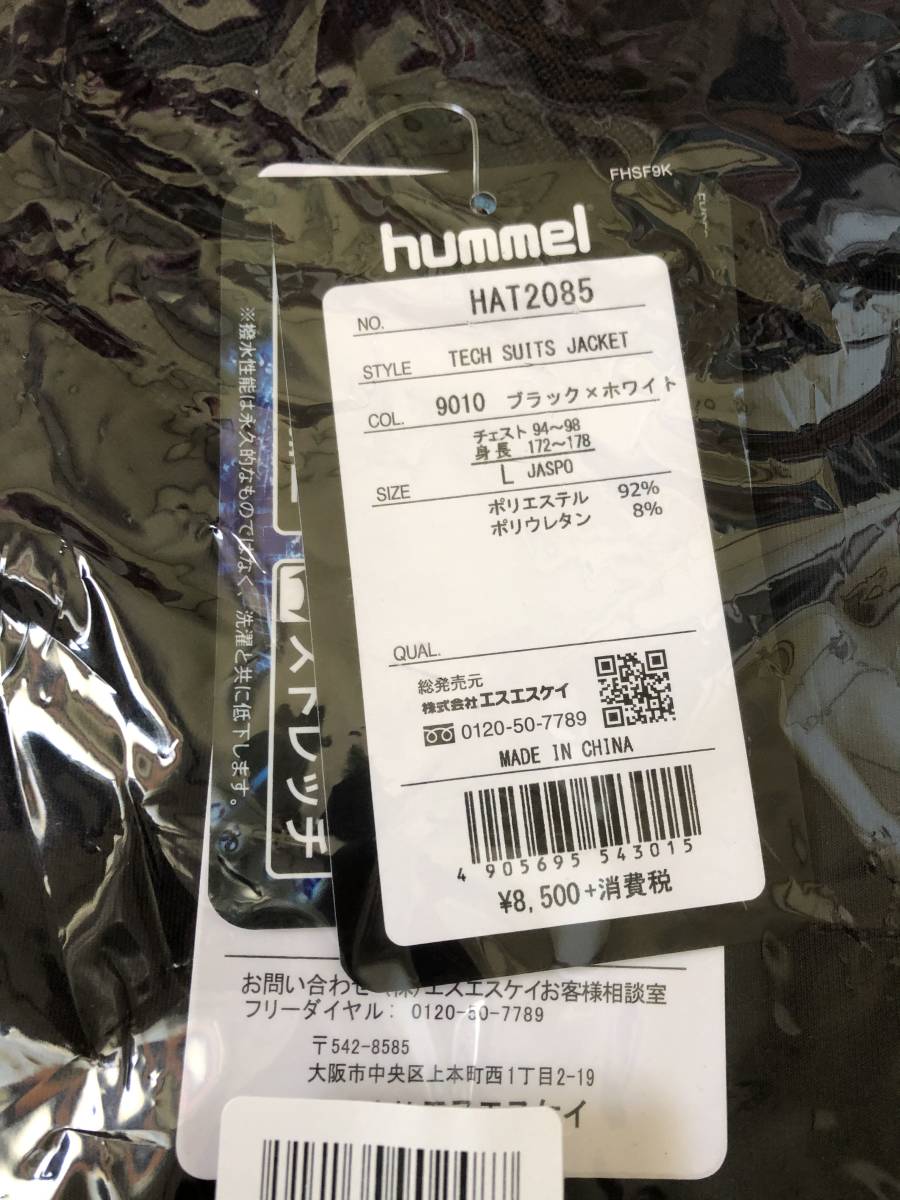 FHSF9K
hummel
NO. HAT2085
STYLE TECH SUITS JACKET
COL. 9010 ブラック×ホワイト
チェスト 94～98
身長 172～178
SIZE L JASPO
ポリエステル 92%
ポリウレタン 8%
QUAL.
総発売元
株式会社エスエスケイ
0120-50-7789
MADE IN CHINA
4 905695 543015
¥8,500+消費税
※撥水性能は永久的なものではなく、洗濯と共に低下します。
ストレッチ
お問い合わせ (株)エスエスケイお客様相談室
フリーダイヤル： 0120-50-7789
〒542-8585
大阪市中央区上本町西1丁目2-19
エスエスケイ